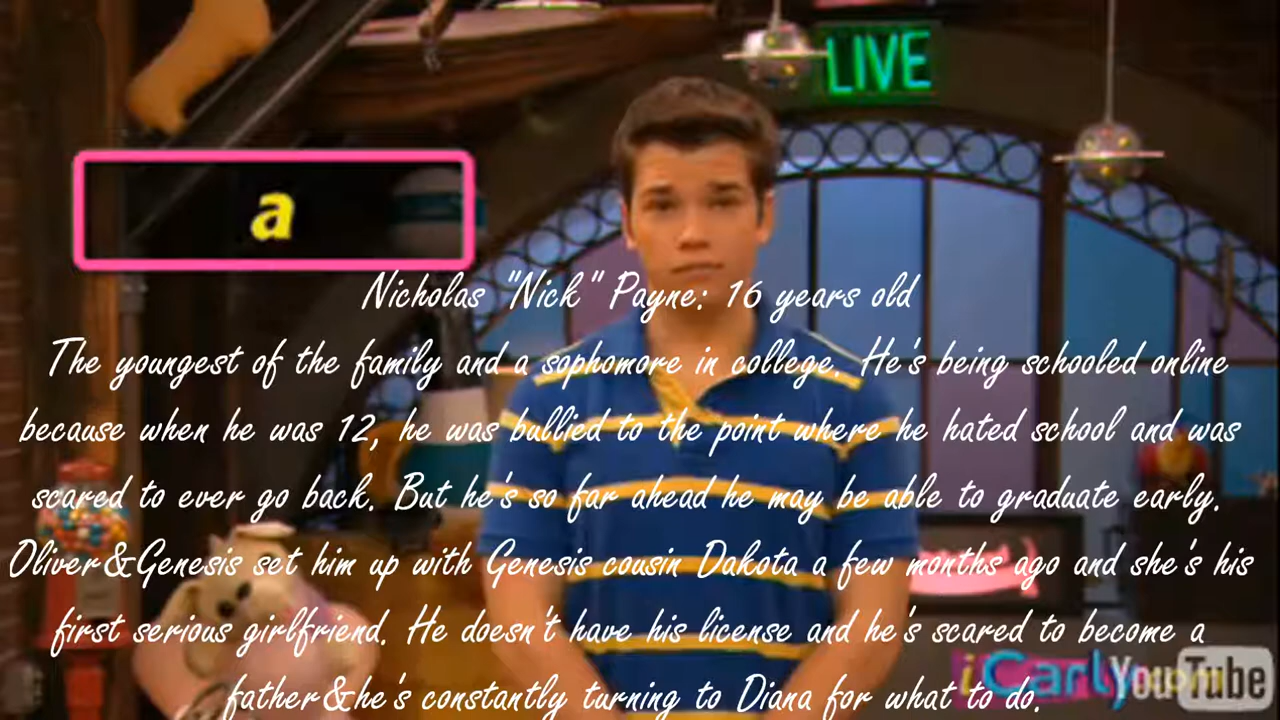 LIVE
a
Nicholas "Nick" Payne: 16 years old
The youngest of the family and a sophomore in college. He's being schooled online
because when he was 12, he was bullied to the point where he hated school and was
scared to ever go back. But he's so far ahead he may be able to graduate early.
Oliver&Genesis set him up with Genesis cousin Dakota a few months ago and she's his
first serious girlfriend. He doesn't have his license and he's scared to become a
father&he's constantly turning to Diana for what to do.
iCarly.com YouTube